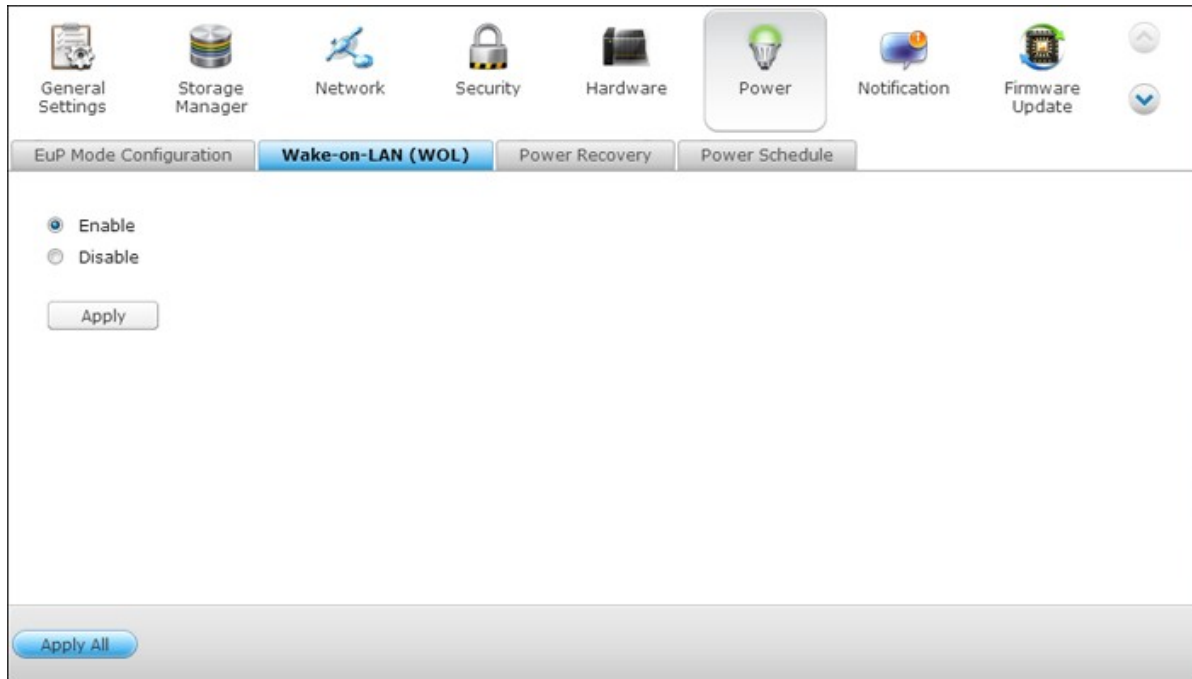 General Settings
Storage Manager
Network
Security
Hardware
Power
Notification
Firmware Update
EuP Mode Configuration
Wake-on-LAN (WOL)
Power Recovery
Power Schedule
Enable
Disable
Apply
Apply All